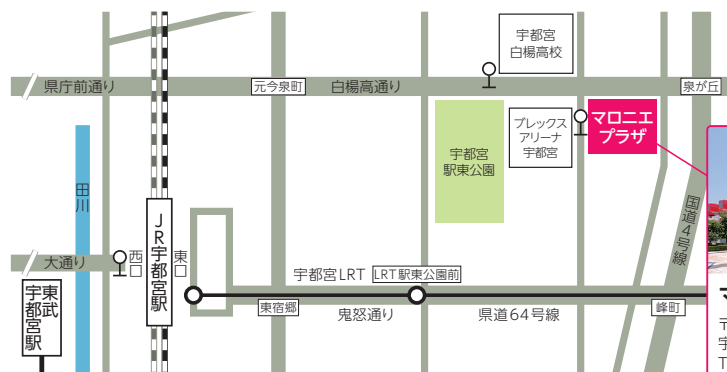 宇都宮
白楊高校
県庁前通り
元今泉町
白楊高通り
泉が丘
マロニエ
プラザ
ブレックス
アリーナ
宇都宮
宇都宮
駅東公園
田川
国道4号線
JR宇都宮駅
西口
東口
大通り
宇都宮LRT
LRT駅東公園前
東武
宇都宮駅
東宿郷
鬼怒通り
県道64号線
峰町
マ
〒
宇
T